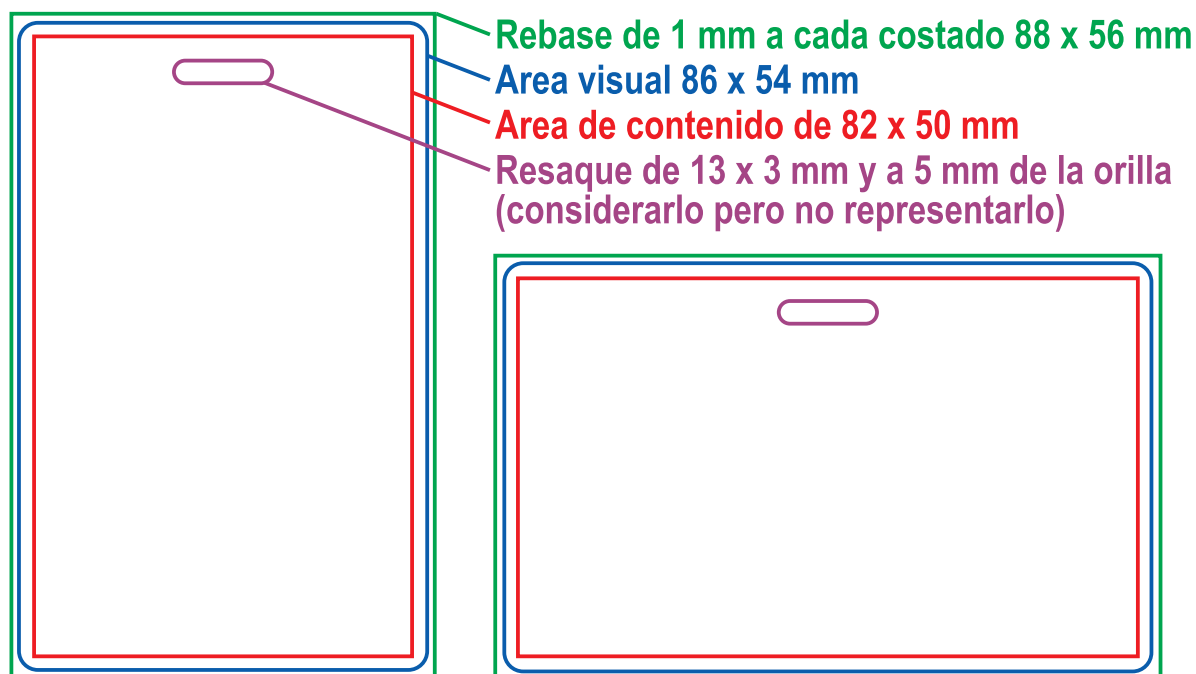 Rebase de 1 mm a cada costado 88 x 56 mm
Area visual 86 x 54 mm
Area de contenido de 82 x 50 mm
Resaque de 13 x 3 mm y a 5 mm de la orilla
(considerarlo pero no representarlo)